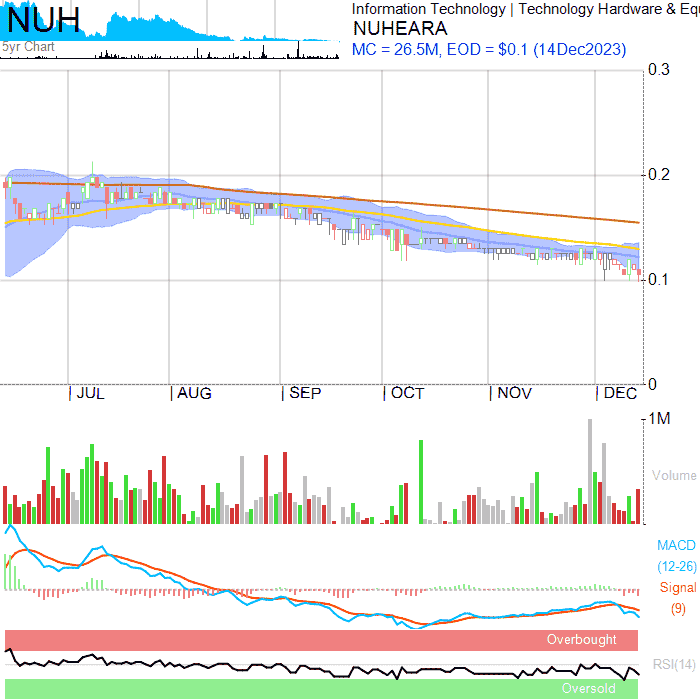 NUH
5yr Chart
Information Technology | Technology Hardware & Equ
NUHEARA
MC = 26.5M, EOD = $0.1 (14Dec2023)
0.3
0.2
0.1
0
| JUL | AUG | SEP | OCT | NOV | DEC
1M
Volume
MACD
(12-26)
Signal
(9)
Overbought
RSI(14)
Oversold